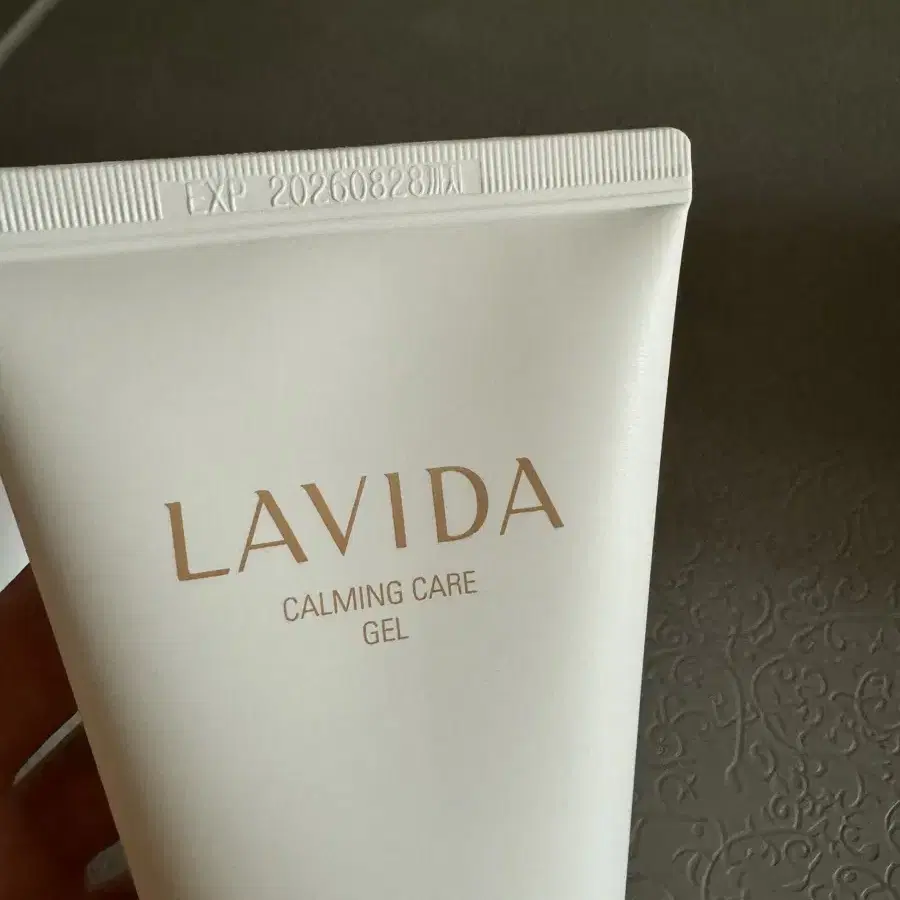 EXP 20260828까지
LAVIDA
CALMING CARE
GEL